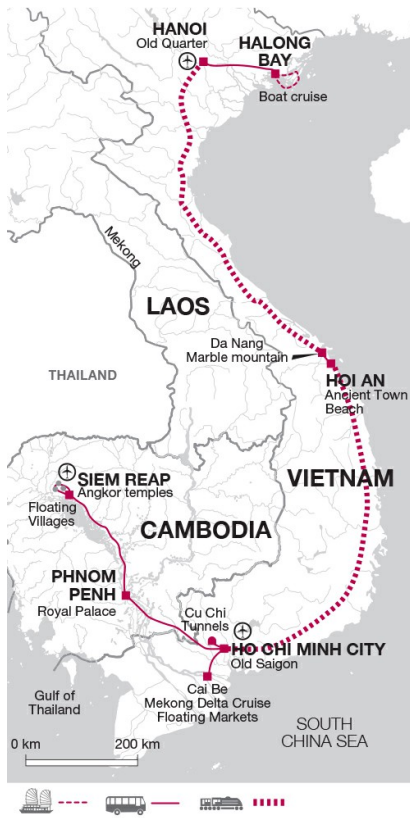 HANOI
Old Quarter
HALONG
BAY
Boat cruise
Mekong
LAOS
Da Nang
Marble mountain
THAILAND
HOI AN
Ancient Town
Beach
VIETNAM
SIEM REAP
Angkor temples
Floating
Villages
CAMBODIA
PHNOM
PENH
Royal Palace
Cu Chi
Tunnels
HO CHI MINH CITY
Old Saigon
Cai Be
Mekong Delta Cruise
Floating Markets
Gulf of
Thailand
SOUTH
CHINA SEA
0 km 200 km